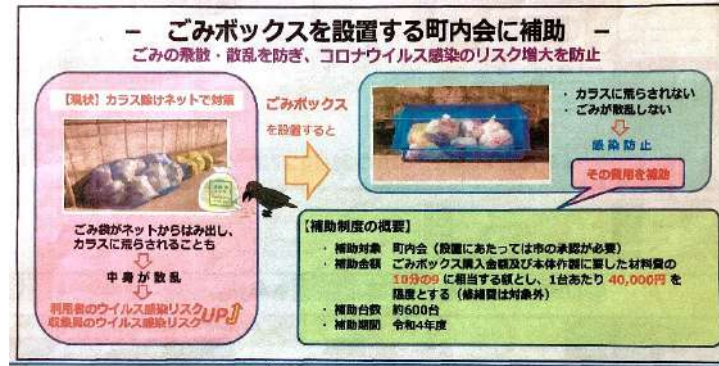 － ごみボックスを設置する町内会に補助 －
ごみの飛散・散乱を防ぎ、コロナウイルス感染のリスク増大を防止
【現状】カラス除けネットで対策
ごみ袋がネットからはみ出し、
カラスに荒らされることも
中身が散乱
利用者のウイルス感染リスク
収集員のウイルス感染リスク
UP
ごみボックス
を設置すると
・カラスに荒らされない
・ごみが散乱しない
感染防止
その費用を補助
【補助制度の概要】
・補助対象 町内会（設置にあたっては市の承認が必要）
・補助金額 ごみボックス購入金額及び本体作製に要した材料費の
10分の9 に相当する額とし、1台あたり 40,000円 を
限度とする（修繕費は対象外）
・補助台数 約600台
・補助期間 令和4年度